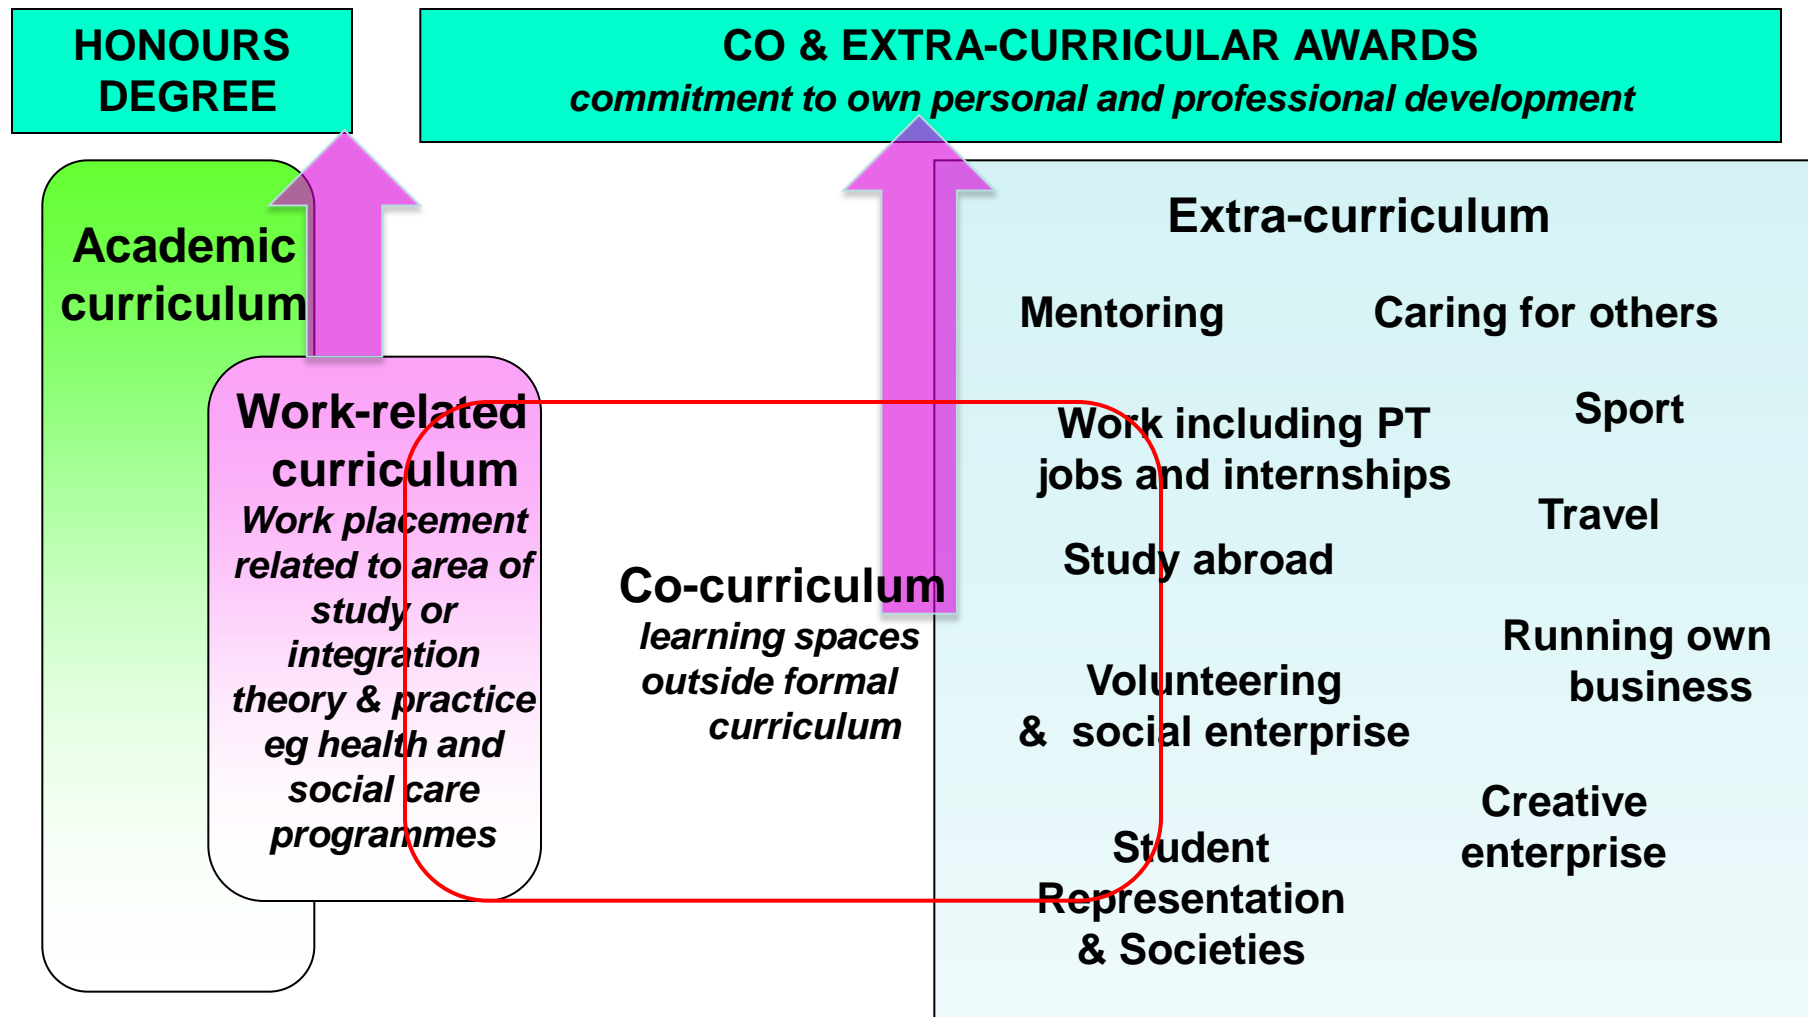 HONOURS
DEGREE
CO & EXTRA-CURRICULAR AWARDS
commitment to own personal and professional development
Academic
curriculum
Work-related
curriculum
Work placement
related to area of
study or
integration
theory & practice
eg health and
social care
programmes
Co-curriculum
learning spaces
outside formal
curriculum
Extra-curriculum
Mentoring
Caring for others
Work including PT
jobs and internships
Sport
Travel
Study abroad
Running own
business
Volunteering
& social enterprise
Creative
enterprise
Student
Representation
& Societies